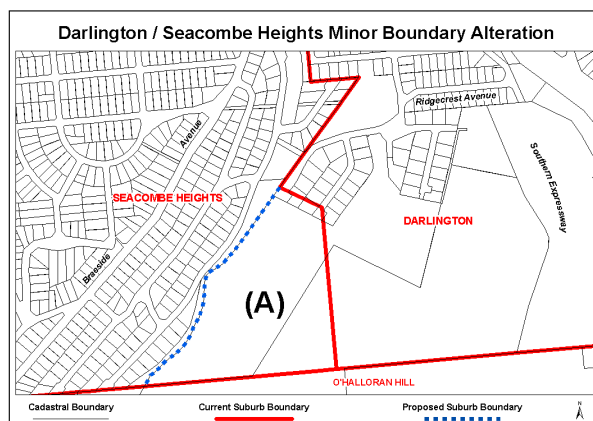 Darlington / Seacombe Heights Minor Boundary Alteration
Ridgecrest Avenue
Avenue
Southern Expressway
SEACOMBE HEIGHTS
DARLINGTON
Braeside
(A)
O'HALLORAN HILL
Cadastral Boundary
Current Suburb Boundary
Proposed Suburb Boundary
N